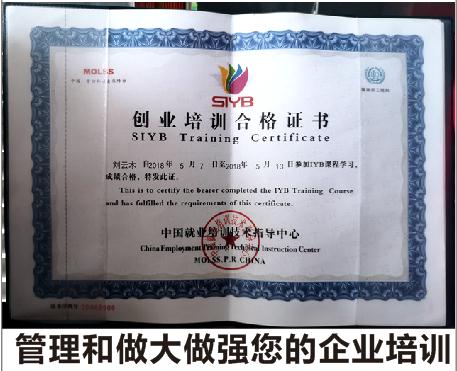 MOLSS
SIYB
创业培训合格证书
SIYB Training Certificate
刘云木 于2018年 5月 7日至2018年 5月 13日参加IYB课程学习,
成绩合格,特发此证。
This is to certify the bearer completed the IYB Training Course
and has fulfilled the requirements of this certificate.
中国就业培训技术指导中心
China Employment Training Technical Instruction Center
MOLSS.P.R.CHINA
管理和做大做强您的企业培训